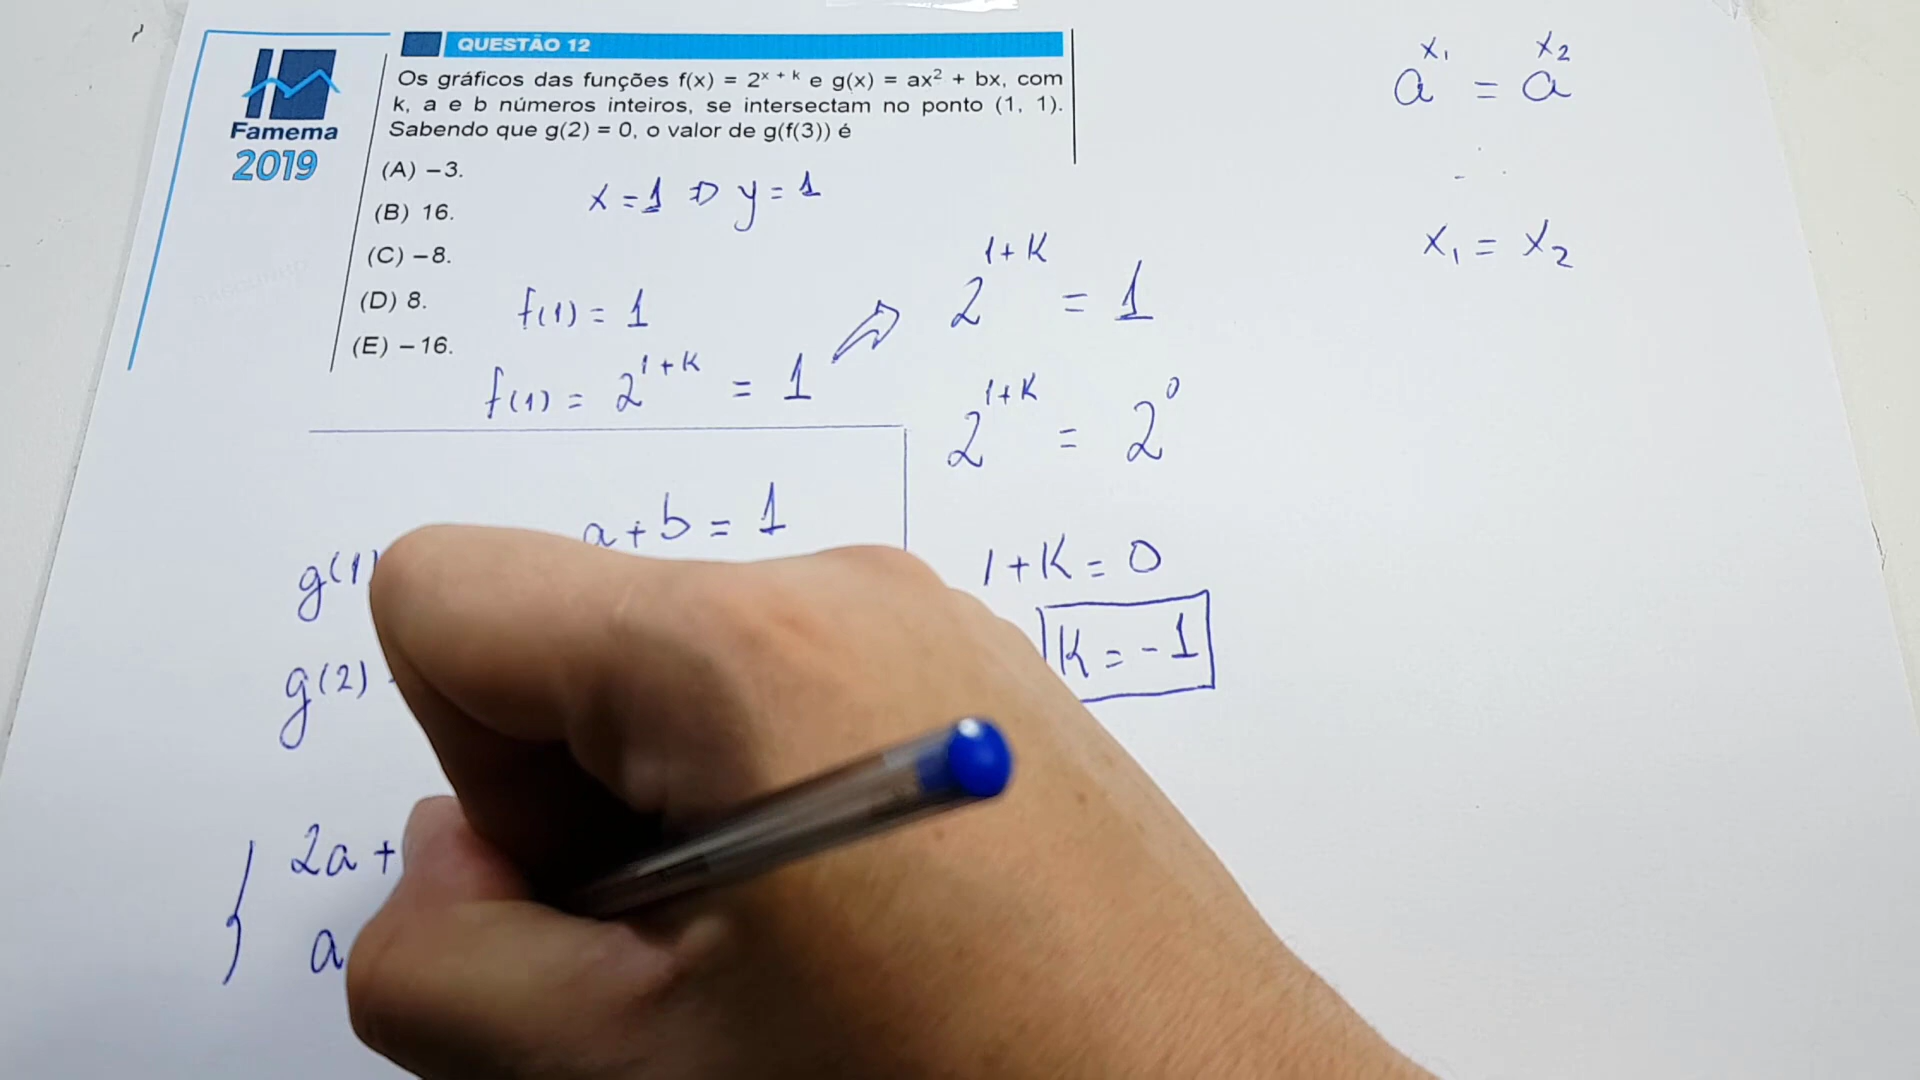 Famema
2019
QUESTÃO 12
Os gráficos das funções f(x) = 2ˣ ⁺ ᵏ e g(x) = ax² + bx, com
k, a e b números inteiros, se intersectam no ponto (1, 1).
Sabendo que g(2) = 0, o valor de g(f(3)) é
(A) –3.
(B) 16.
(C) –8.
(D) 8.
(E) –16.
x = 1 ⇒ y = 1
f(1) = 1
f(1) = 2^(1+K) = 1
a + b = 1
g(1)
g(2)
2a +
a
2^(1+K) = 1
2^(1+K) = 2^0
1 + K = 0
K = -1
a^x₁ = a^x₂
x₁ = x₂